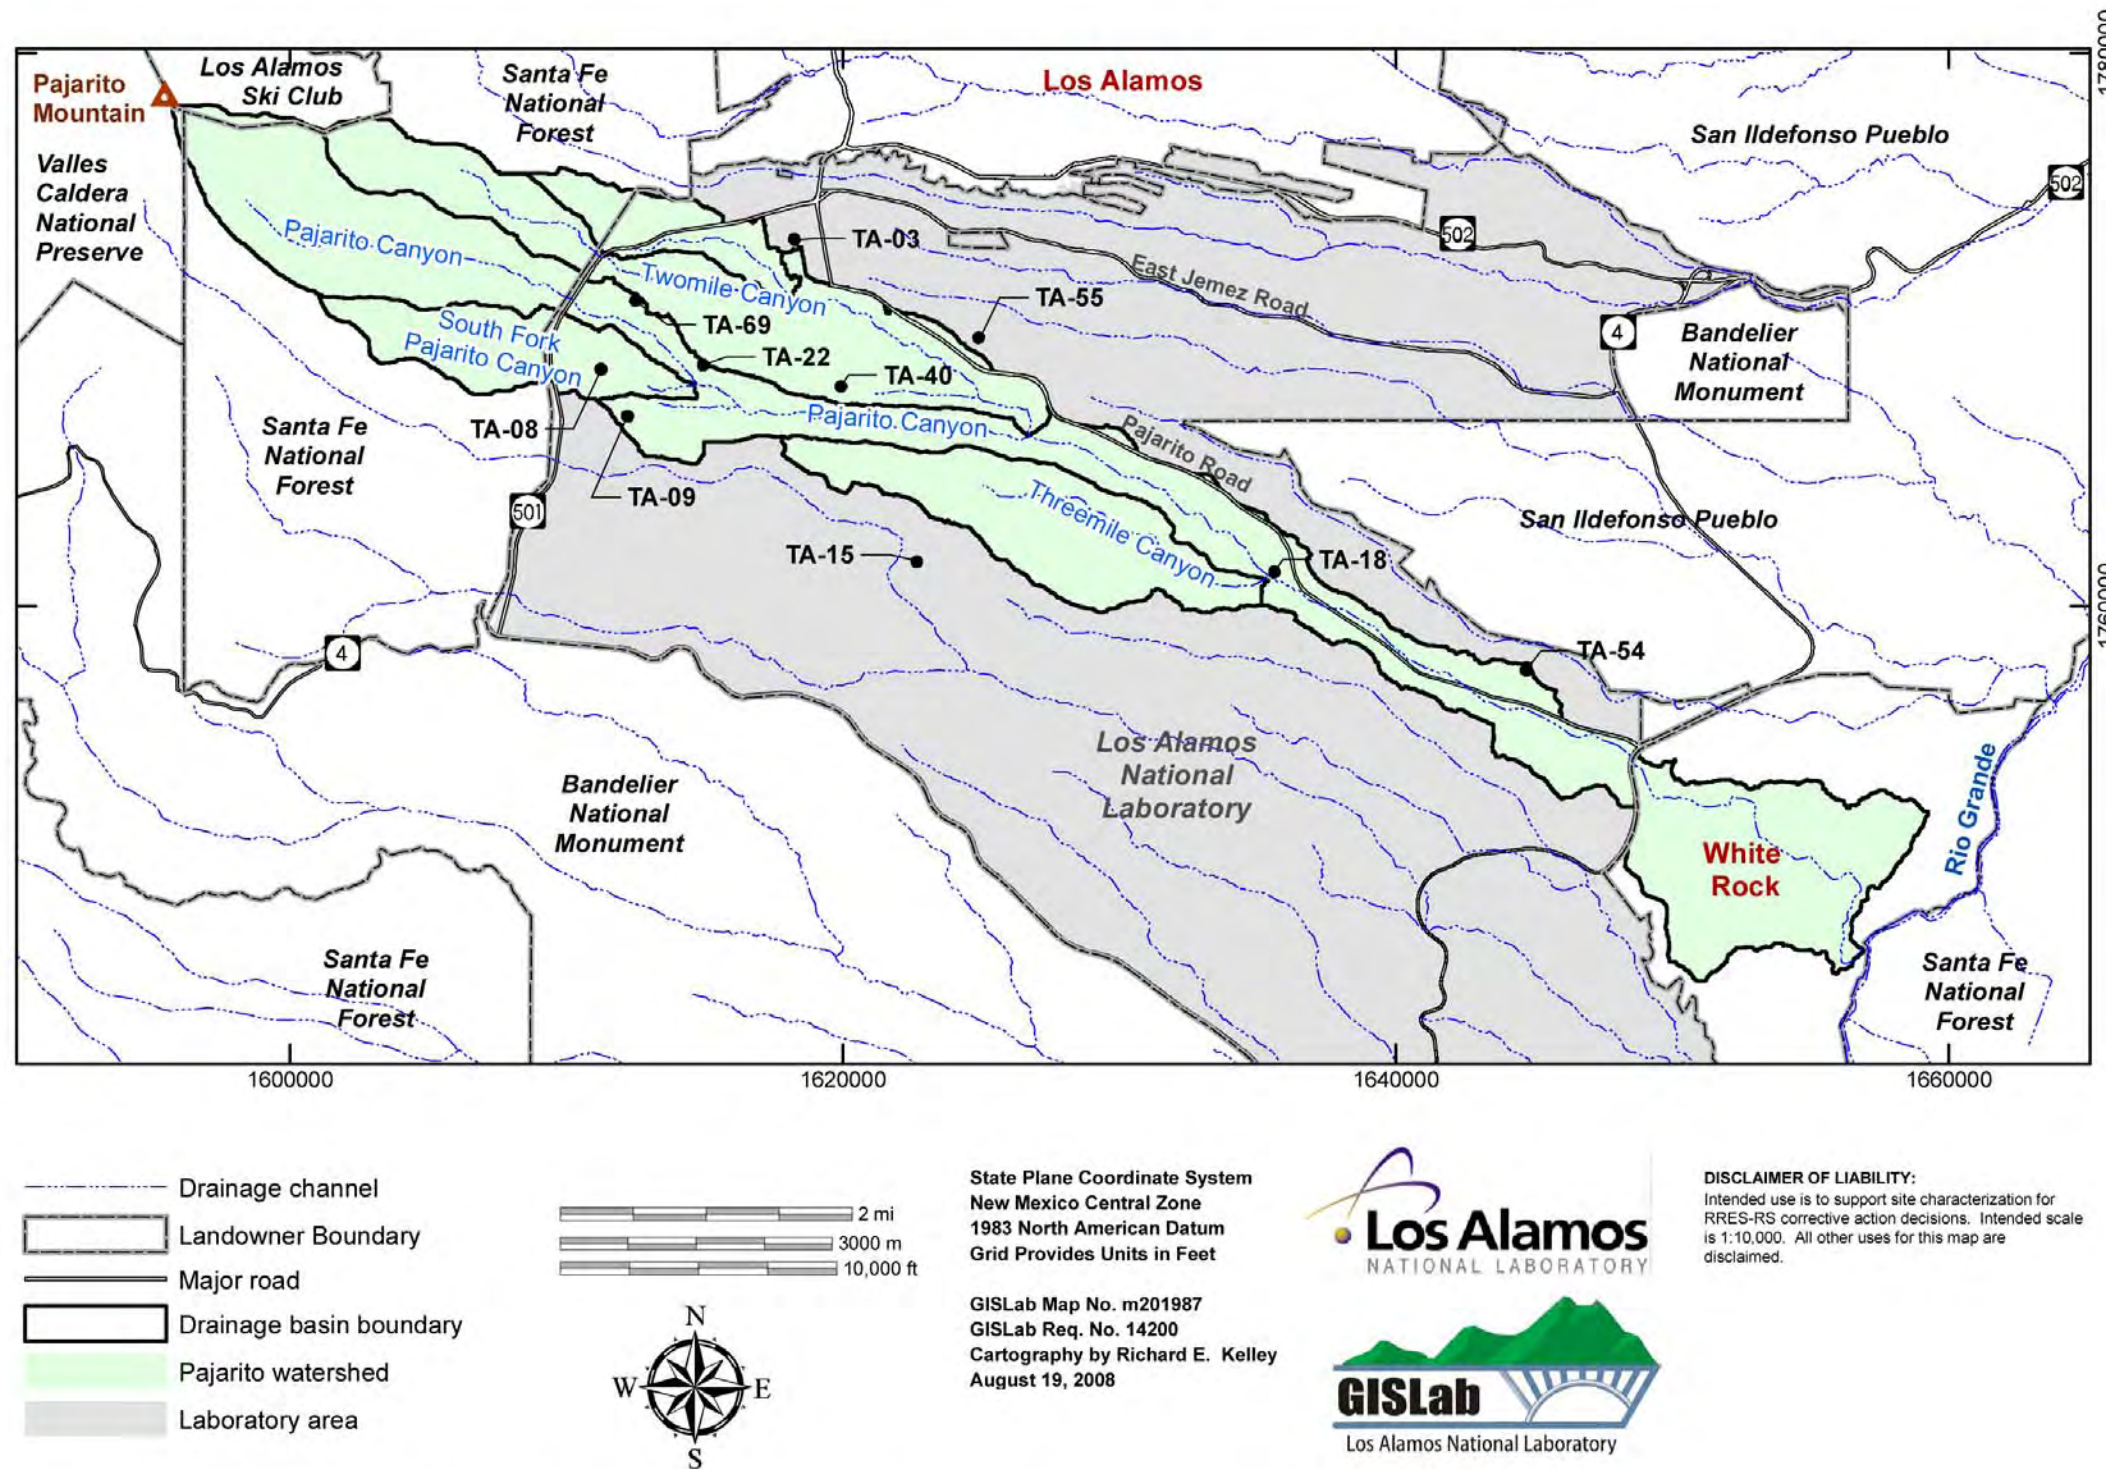 Pajarito
Mountain
Los Alamos
Ski Club
Santa Fe
National
Forest
Los Alamos
San Ildefonso Pueblo
1780000
502
Valles
Caldera
National
Preserve
Pajarito Canyon
Twomile Canyon
TA-03
East Jemez Road
502
TA-55
TA-69
South Fork
Pajarito Canyon
TA-22
TA-40
4
Bandelier
National
Monument
TA-08
Pajarito Canyon
Pajarito Road
Santa Fe
National
Forest
TA-09
501
Threemile Canyon
San Ildefonso Pueblo
TA-15
TA-18
1760000
4
TA-54
Los Alamos
National
Laboratory
Bandelier
National
Monument
Rio Grande
White
Rock
Santa Fe
National
Forest
Santa Fe
National
Forest
1600000
1620000
1640000
1660000
Drainage channel
Landowner Boundary
Major road
Drainage basin boundary
Pajarito watershed
Laboratory area
2 mi
3000 m
10,000 ft
N
W
E
S
State Plane Coordinate System
New Mexico Central Zone
1983 North American Datum
Grid Provides Units in Feet
GISLab Map No. m201987
GISLab Req. No. 14200
Cartography by Richard E. Kelley
August 19, 2008
Los Alamos
NATIONAL LABORATORY
GISLab
Los Alamos National Laboratory
DISCLAIMER OF LIABILITY:
Intended use is to support site characterization for
RRES-RS corrective action decisions. Intended scale
is 1:10,000. All other uses for this map are
disclaimed.